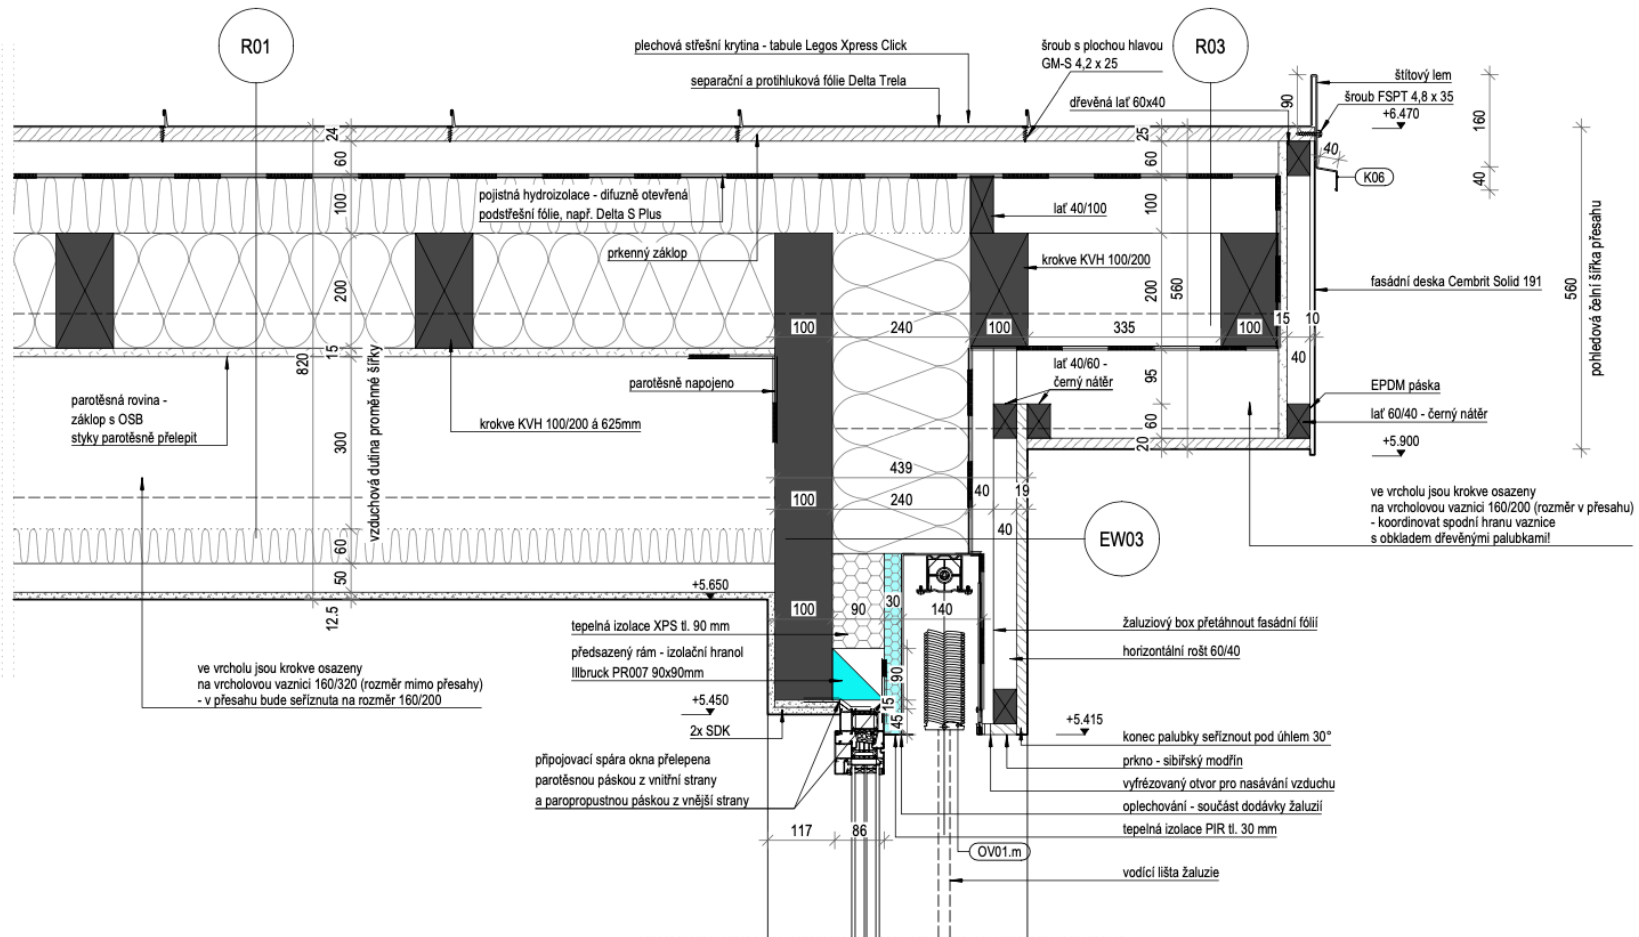 R01
plechová střešní krytina - tabule Legos Xpress Click
separační a protihluková fólie Delta Trela
šroub s plochou hlavou
GM-S 4,2 x 25
R03
dřevěná lať 60x40
90
štítový lem
šroub FSPT 4,8 x 35
+6.470
160
40
40
K06
24
60
100
200
15
820
300
60
50
12.5
vzduchová dutina proměnné šířky
25
60
100
200
560
95
60
20
pojistná hydroizolace - difuzně otevřená
podstřešní fólie, např. Delta S Plus
prkenný záklop
lať 40/100
krokve KVH 100/200
fasádní deska Cembrit Solid 191
560
pohledová čelní šířka přesahu
100
240
100
335
100
15
10
40
parotěsná rovina -
záklop s OSB
styky parotěsně přelepit
parotěsně napojeno
krokve KVH 100/200 á 625mm
lať 40/60 -
černý nátěr
EPDM páska
lať 60/40 - černý nátěr
+5.900
439
100
240
40
19
40
EW03
ve vrcholu jsou krokve osazeny
na vrcholovou vaznici 160/200 (rozměr v přesahu)
- koordinovat spodní hranu vaznice
s obkladem dřevěnými palubkami!
+5.650
100
90
30
140
tepelná izolace XPS tl. 90 mm
předsazený rám - izolační hranol
Illbruck PR007 90x90mm
90
15
45
žaluziový box přetáhnout fasádní fólií
horizontální rošt 60/40
ve vrcholu jsou krokve osazeny
na vrcholovou vaznici 160/320 (rozměr mimo přesahy)
- v přesahu bude seříznuta na rozměr 160/200
+5.450
2x SDK
+5.415
konec palubky seříznout pod úhlem 30°
prkno - sibiřský modřín
vyfrézovaný otvor pro nasávání vzduchu
oplechování - součást dodávky žaluzií
tepelná izolace PIR tl. 30 mm
připojovací spára okna přelepena
parotěsnou páskou z vnitřní strany
a paropropustnou páskou z vnější strany
117
86
OV01.m
vodící lišta žaluzie